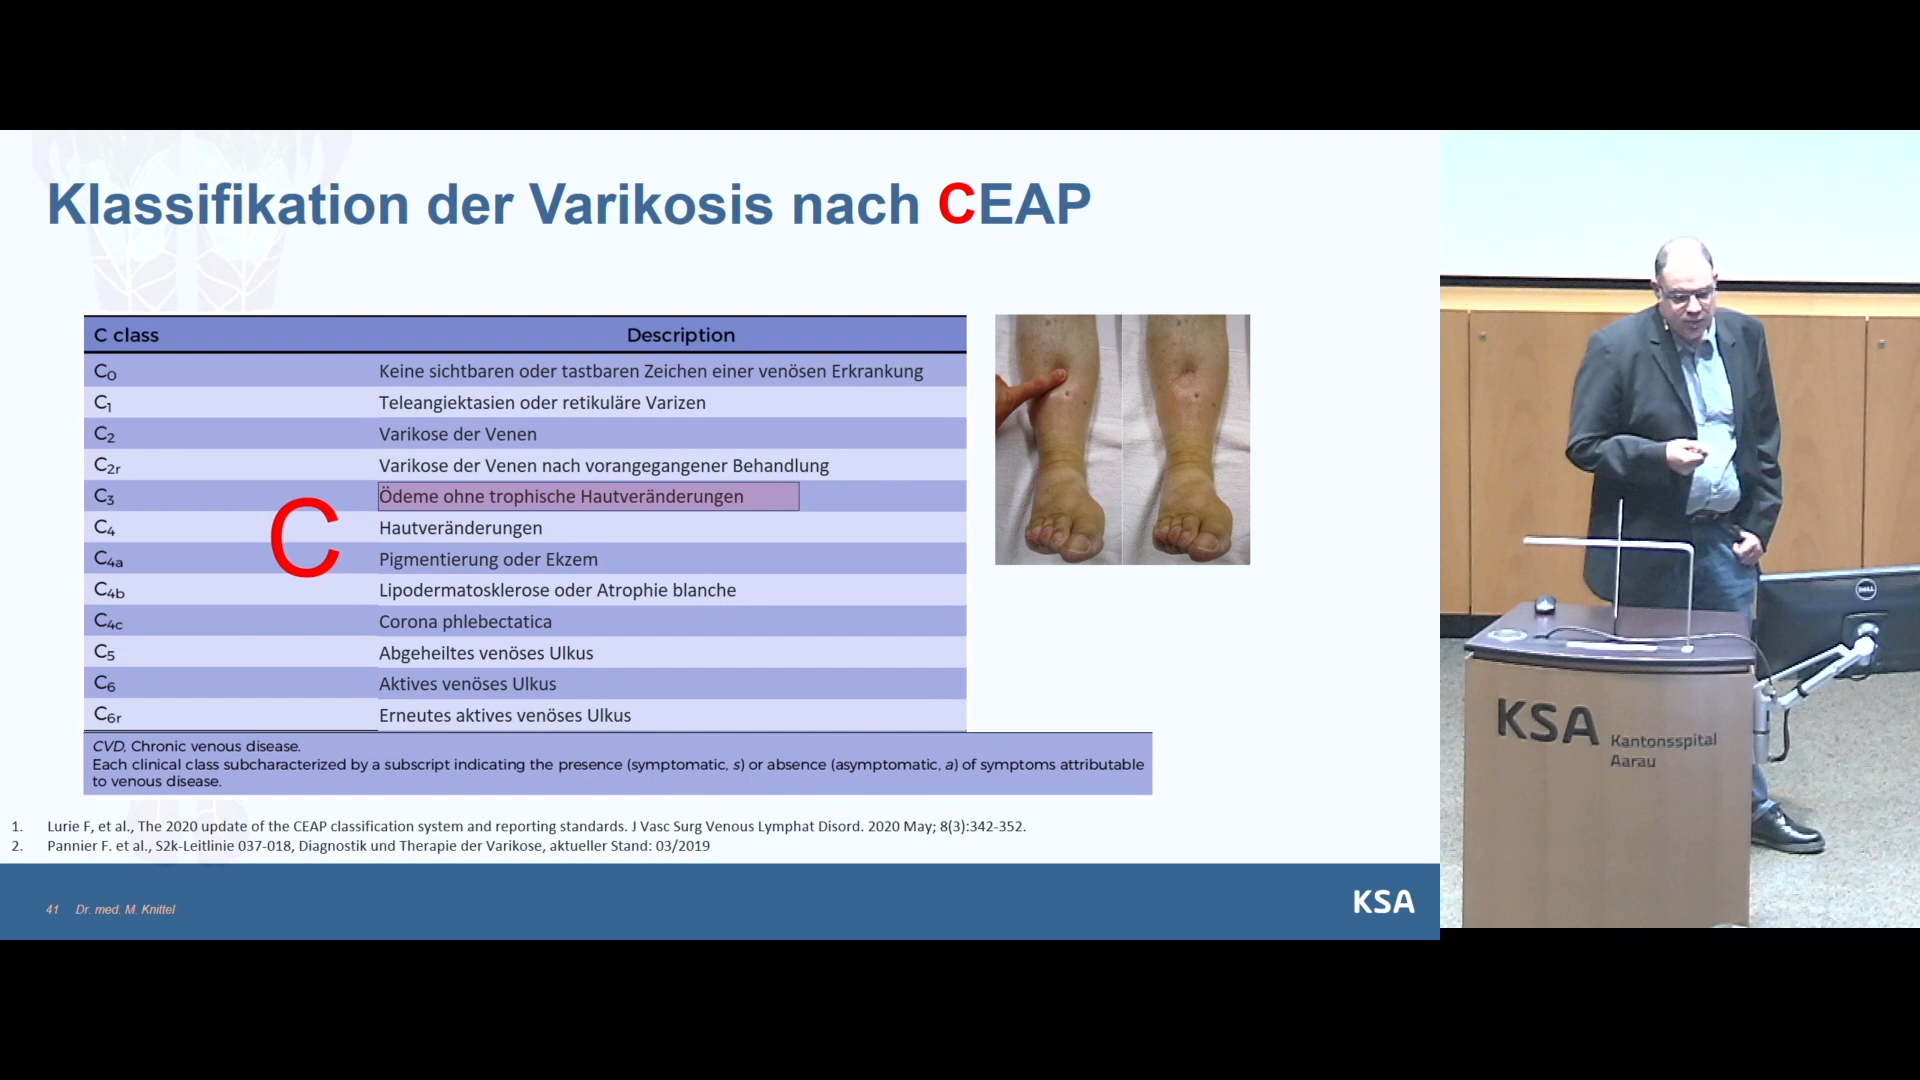 Klassifikation der Varikosis nach CEAP
C class Description
C0 Keine sichtbaren oder tastbaren Zeichen einer venösen Erkrankung
C1 Teleangiektasien oder retikuläre Varizen
C2 Varikose der Venen
C2r Varikose der Venen nach vorangegangener Behandlung
C3 Ödeme ohne trophische Hautveränderungen
C4 Hautveränderungen
C
C4a Pigmentierung oder Ekzem
C4b Lipodermatosklerose oder Atrophie blanche
C4c Corona phlebectatica
C5 Abgeheiltes venöses Ulkus
C6 Aktives venöses Ulkus
C6r Erneutes aktives venöses Ulkus
CVD, Chronic venous disease.
Each clinical class subcharacterized by a subscript indicating the presence (symptomatic, s) or absence (asymptomatic, a) of symptoms attributable
to venous disease.
1. Lurie F, et al., The 2020 update of the CEAP classification system and reporting standards. J Vasc Surg Venous Lymphat Disord. 2020 May; 8(3):342-352.
2. Pannier F. et al., S2k-Leitlinie 037-018, Diagnostik und Therapie der Varikose, aktueller Stand: 03/2019
41 Dr. med. M. Knittel
KSA
DELL
KSA Kantonsspital
Aarau